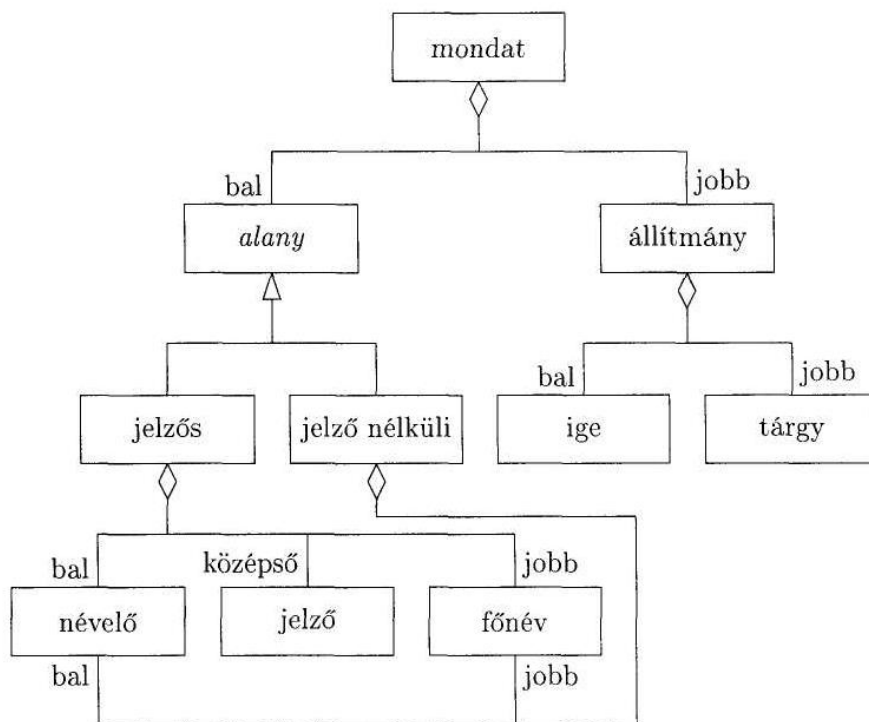 mondat
bal
jobb
alany
állítmány
bal
jobb
jelzős
jelző nélküli
ige
tárgy
bal
középső
jobb
névelő
jelző
főnév
bal
jobb